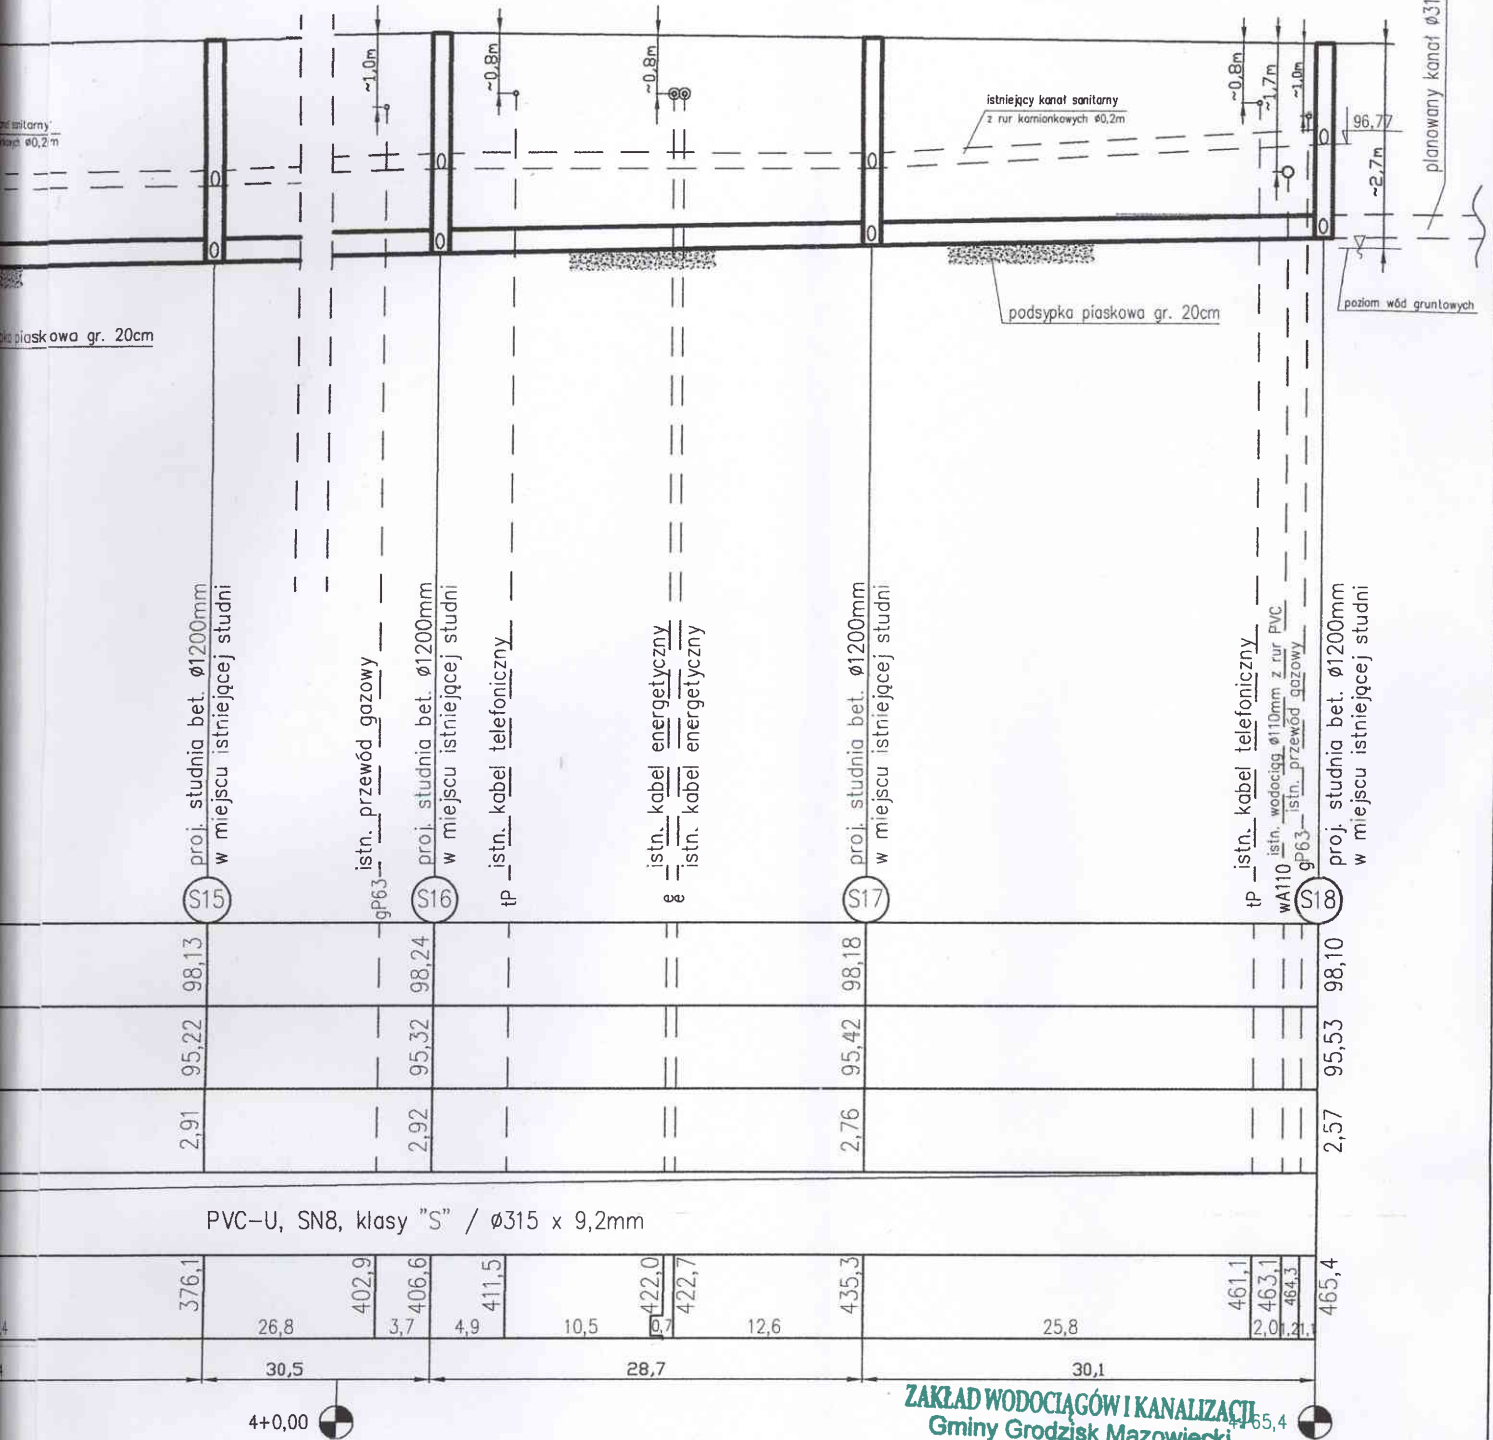 ~1,0m
~0,8m
~0,8m
~0,8m
~1,7m
~1,0m
planowany kanał ø31
istniejący kanał sanitarny
z rur kamionkowych ø0,2m
sanitarny
ø0,2m
96,77
~2,7m
podsypka piaskowa gr. 20cm
poziom wód gruntowych
piaskowa gr. 20cm
proj. studnia bet. ø1200mm
w miejscu istniejącej studni
istn. przewód gazowy
proj. studnia bet. ø1200mm
w miejscu istniejącej studni
istn. kabel telefoniczny
istn. kabel energetyczny
istn. kabel energetyczny
proj. studnia bet. ø1200mm
w miejscu istniejącej studni
istn. kabel telefoniczny
istn. wodociąg ø110mm z rur PVC
istn. przewód gazowy
proj. studnia bet. ø1200mm
w miejscu istniejącej studni
S15
gP63
S16
tP
e e
S17
tP
wA110
gP63
S18
98,13
98,24
98,18
98,10
95,22
95,32
95,42
95,53
2,91
2,92
2,76
2,57
PVC-U, SN8, klasy "S" / ø315 x 9,2mm
376,1
402,9
406,6
411,5
422,0
422,7
435,3
461,1
463,1
464,3
465,4
26,8
3,7
4,9
10,5
0,7
12,6
25,8
2,0
1,2
1,1
30,5
28,7
30,1
4+0,00
4+65,4
ZAKŁAD WODOCIĄGÓW I KANALIZACJI
Gminy Grodzisk Mazowiecki